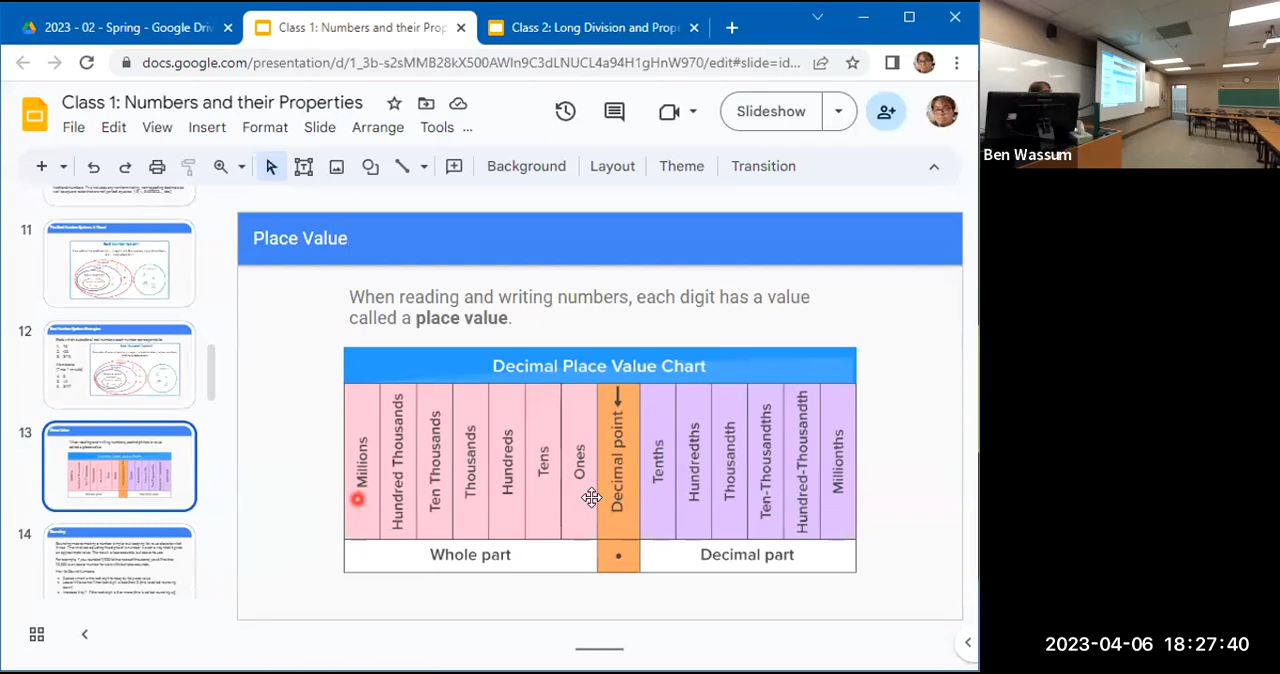 2023 - 02 - Spring - Google Driv
Class 1: Numbers and their Prop
Class 2: Long Division and Prope
docs.google.com/presentation/d/1_3b-s2sMMB28kX500AWIn9C3dLNUCL4a94H1gHnW970/edit#slide=id...
Class 1: Numbers and their Properties
File Edit View Insert Format Slide Arrange Tools ...
Slideshow
Background Layout Theme Transition
11
12
13
14
Place Value
When reading and writing numbers, each digit has a value
called a place value.
Decimal Place Value Chart
Millions
Hundred Thousands
Ten Thousands
Thousands
Hundreds
Tens
Ones
Decimal point
Tenths
Hundredths
Thousandth
Ten-Thousandths
Hundred-Thousandth
Millionths
Whole part
Decimal part
Ben Wassum
2023-04-06 18:27:40